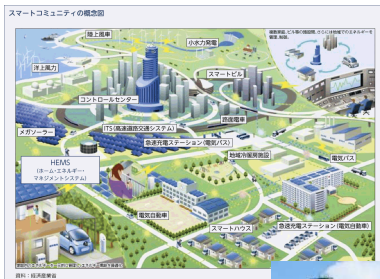 スマートコミュニティの概念図
陸上風車
小水力発電
洋上風力
スマートビル
コントロールセンター
路面電車
メガソーラー
ITS(高速道路交通システム)
急速充電ステーション(電気バス)
HEMS
(ホーム・エネルギー・
マネジメントシステム)
地域冷暖房施設
電気バス
電気自動車
急速充電ステーション(電気自動車)
スマートハウス
資料:経済産業省